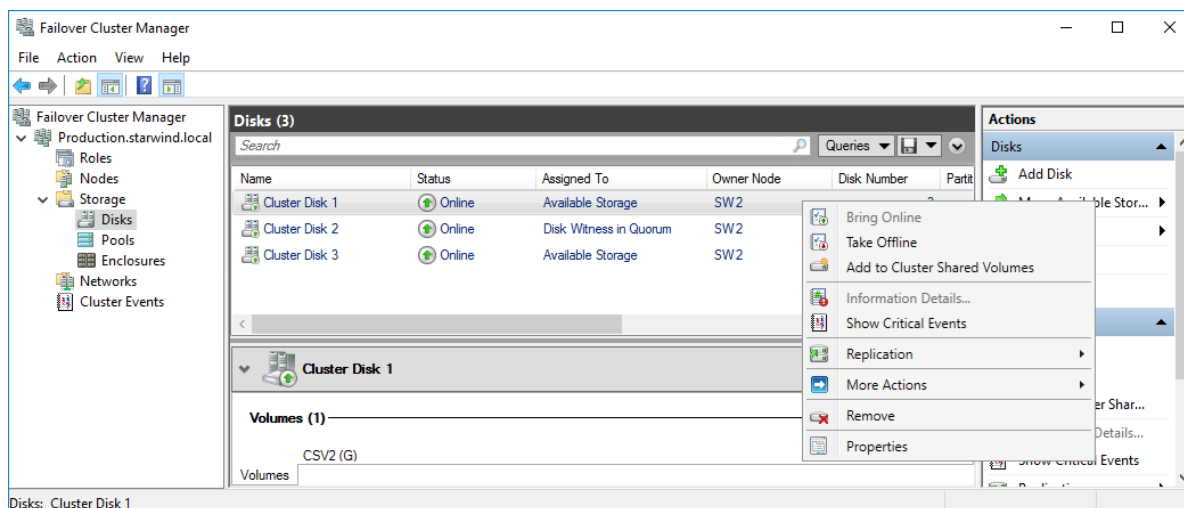 Failover Cluster Manager
File Action View Help
Failover Cluster Manager
Production.starwind.local
Roles
Nodes
Storage
Disks
Pools
Enclosures
Networks
Cluster Events
Disks (3)
Search
Queries
Name Status Assigned To Owner Node Disk Number Partit
Cluster Disk 1 Online Available Storage SW2
Cluster Disk 2 Online Disk Witness in Quorum SW2
Cluster Disk 3 Online Available Storage SW2
Cluster Disk 1
Volumes (1)
CSV2 (G)
Volumes
Bring Online
Take Offline
Add to Cluster Shared Volumes
Information Details...
Show Critical Events
Replication
More Actions
Remove
Properties
Actions
Disks
Add Disk
ble Stor...
er Shar...
Details...
Show Critical Events
Disks: Cluster Disk 1